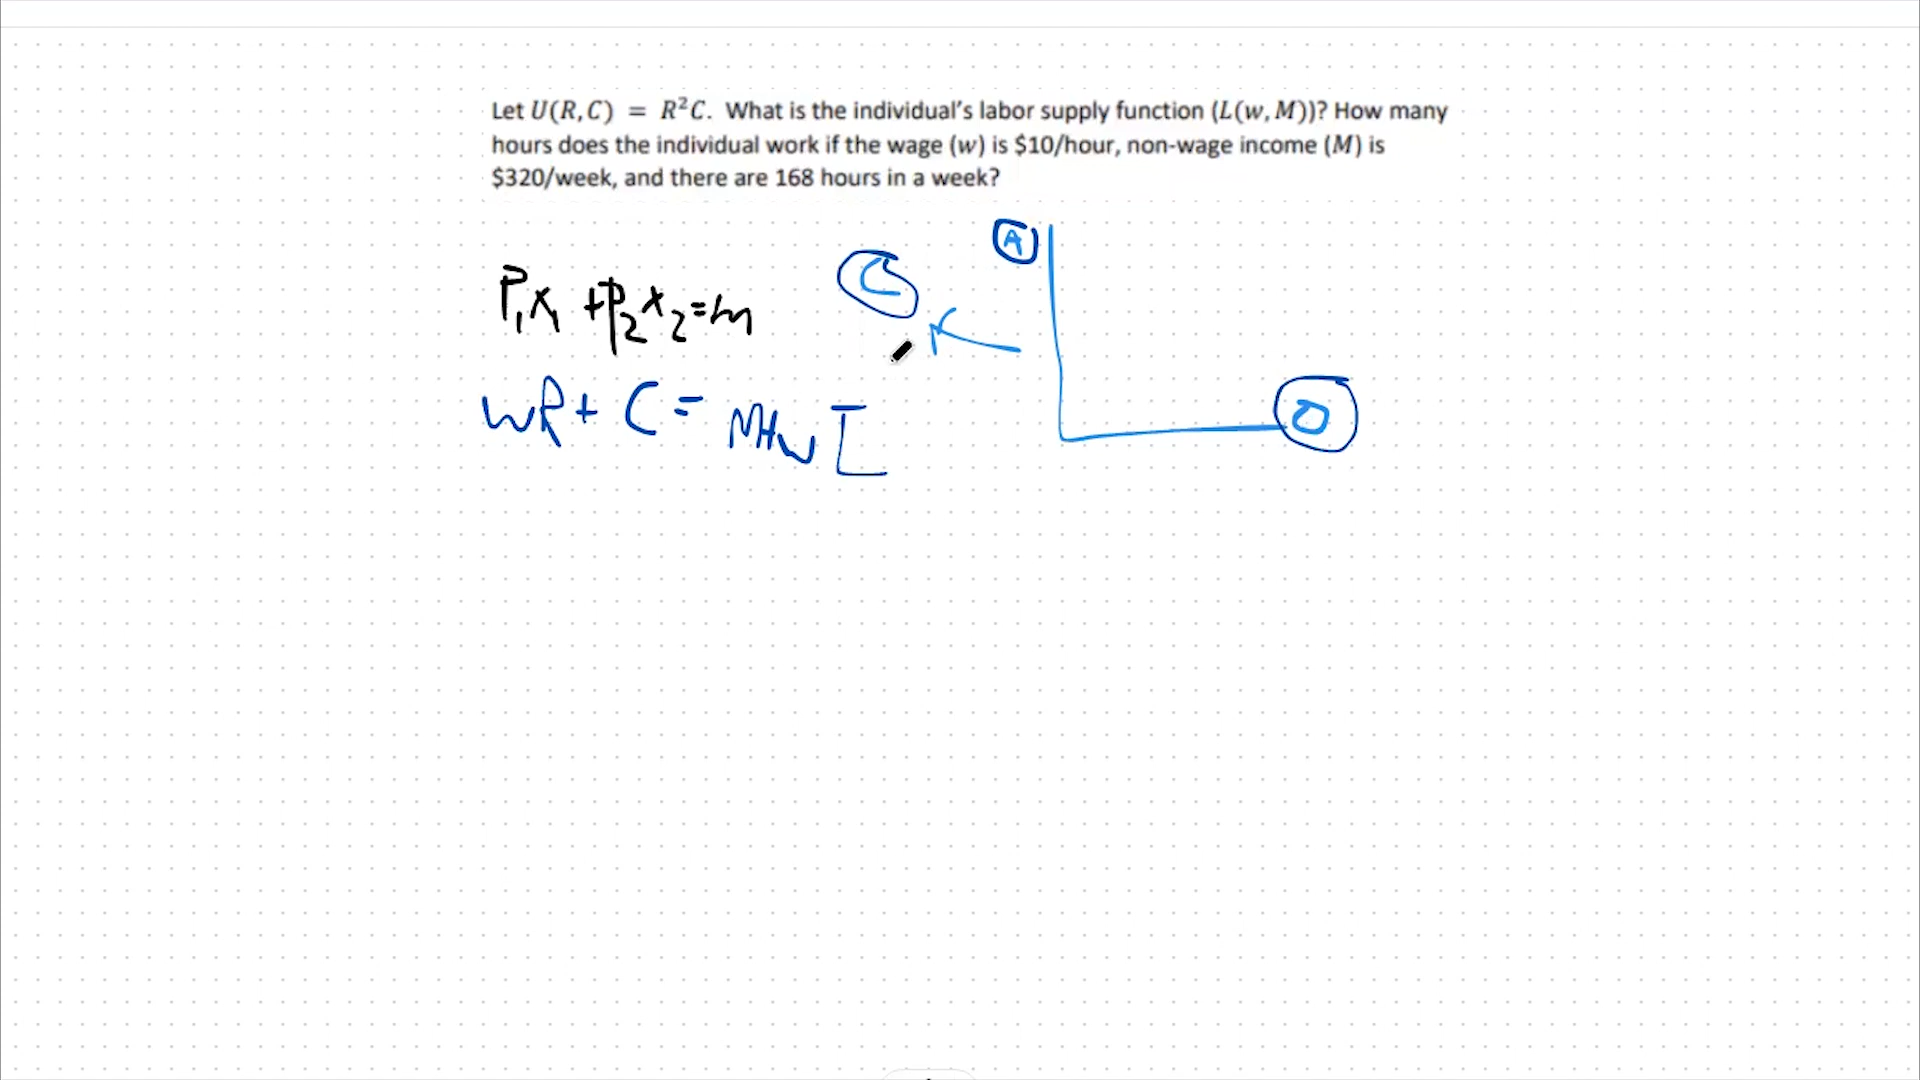 Let U(R, C) = R²C. What is the individual's labor supply function (L(w, M))? How many
hours does the individual work if the wage (w) is $10/hour, non-wage income (M) is
$320/week, and there are 168 hours in a week?
A
C
P₁x₁ + P₂x₂ = m
WR + C = M+w L̅